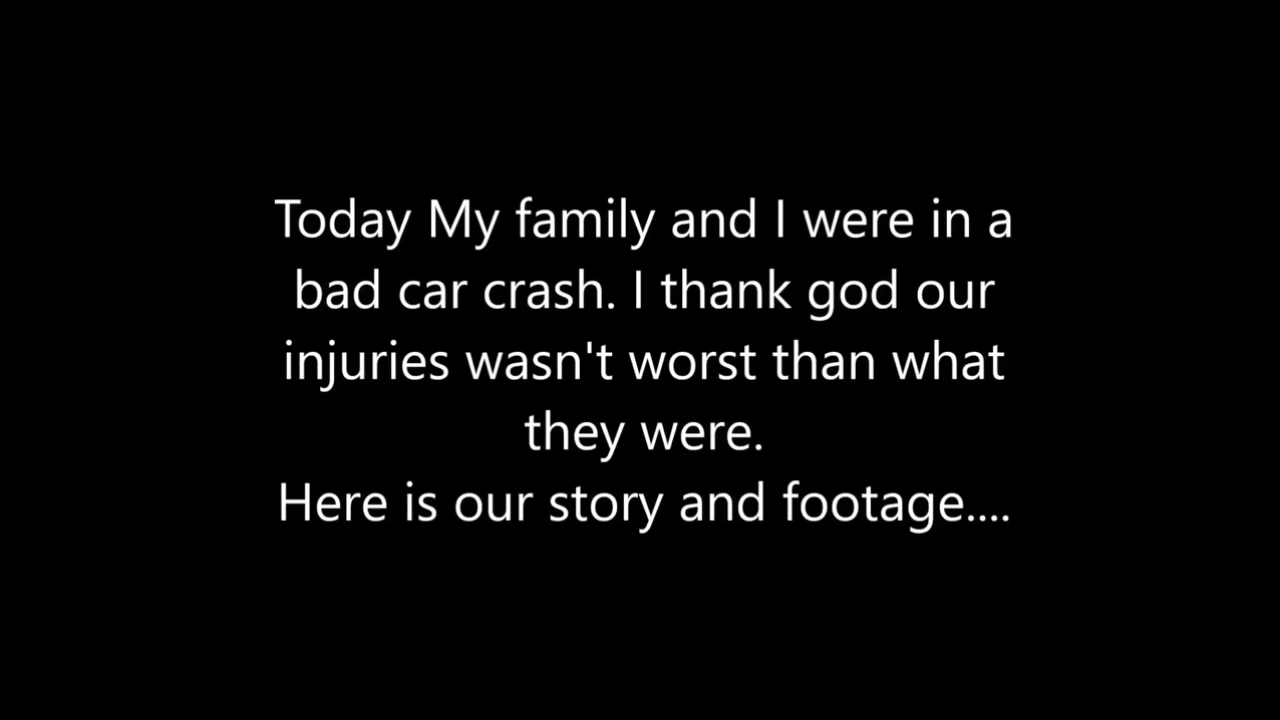 Today My family and I were in a
bad car crash. I thank god our
injuries wasn't worst than what
they were.
Here is our story and footage....